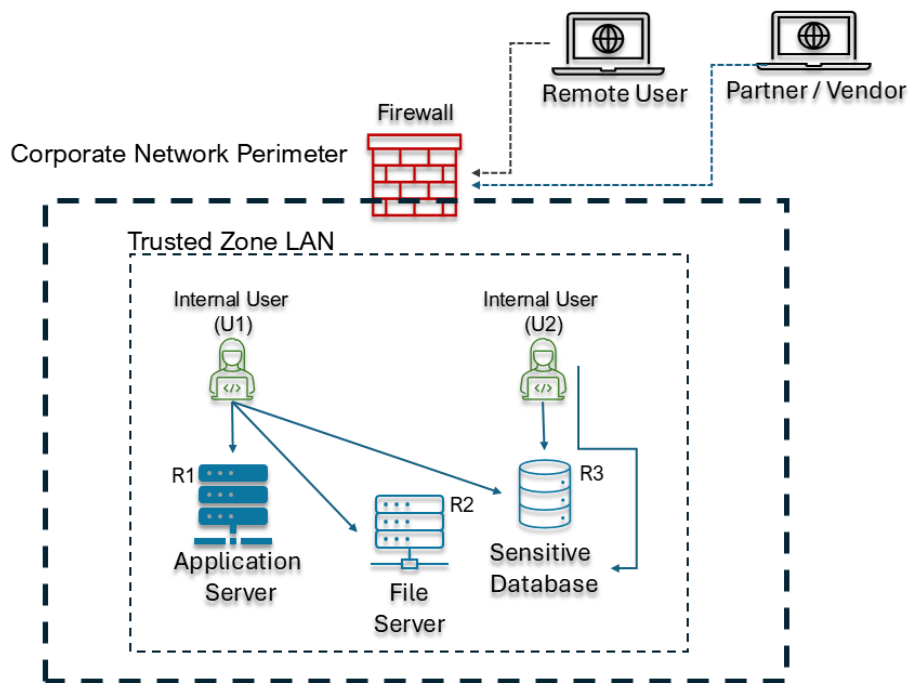 Remote User
Partner / Vendor
Firewall
Corporate Network Perimeter
Trusted Zone LAN
Internal User
(U1)
Internal User
(U2)
</>
</>
R1
R2
R3
Application
Server
File
Server
Sensitive
Database